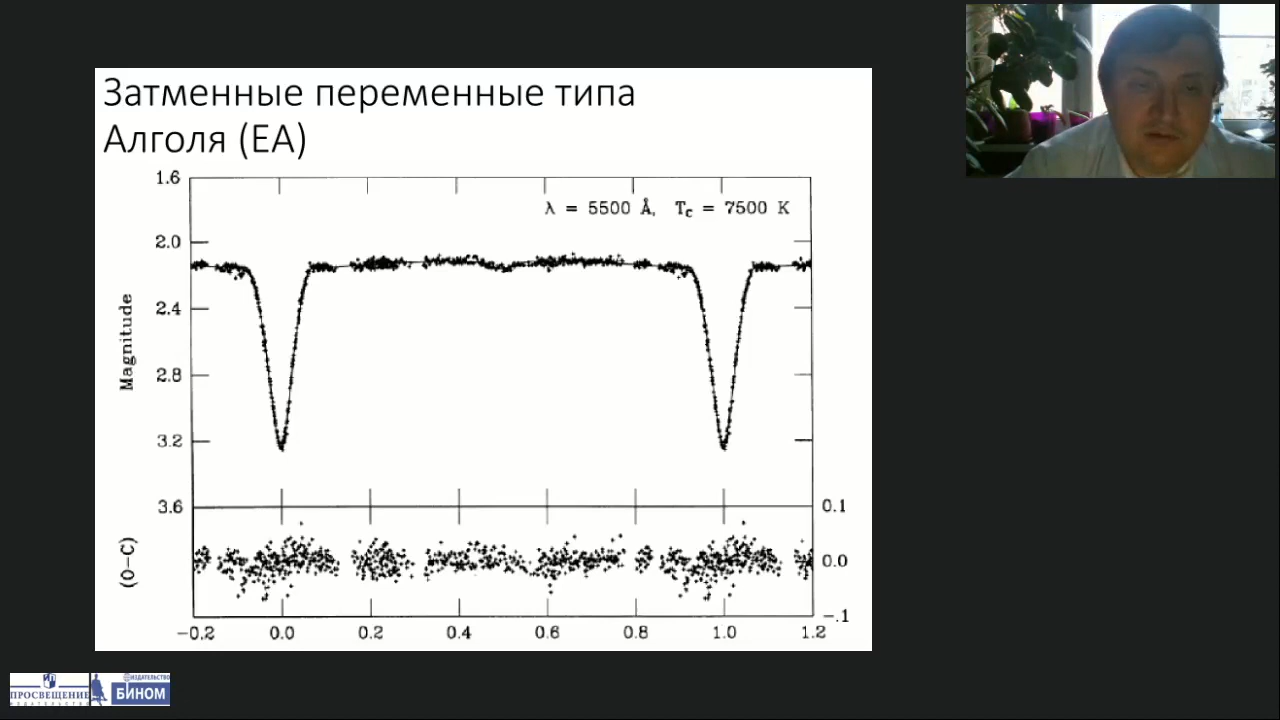 Затменные переменные типа
Алголя (EA)
1.6
λ = 5500 Å, Tc = 7500 K
2.0
2.4
Magnitude
2.8
3.2
3.6
0.1
(O-C)
0.0
-.1
-0.2 0.0 0.2 0.4 0.6 0.8 1.0 1.2
ПРОСВЕЩЕНИЕ
ИЗДАТЕЛЬСТВО
ИЗДАТЕЛЬСТВО
БИНОМ